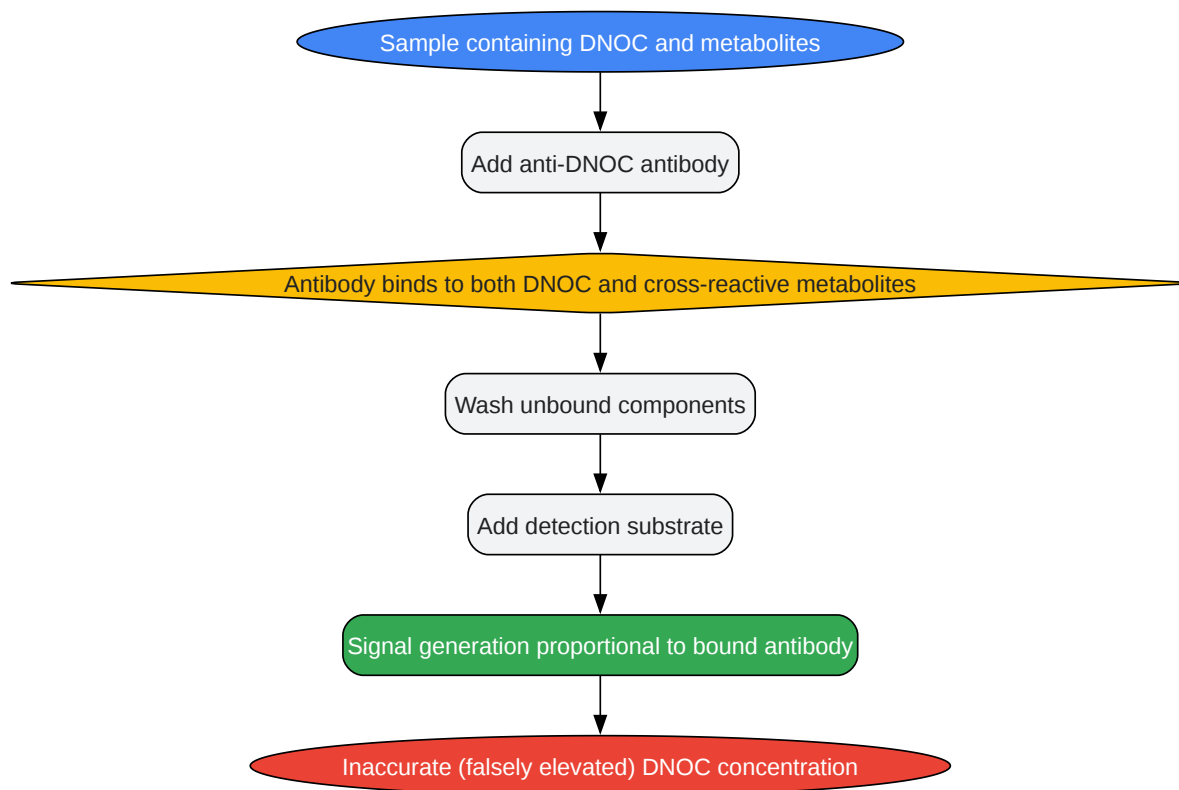 Sample containing DNOC and metabolites
Add anti-DNOC antibody
Antibody binds to both DNOC and cross-reactive metabolites
Wash unbound components
Add detection substrate
Signal generation proportional to bound antibody
Inaccurate (falsely elevated) DNOC concentration